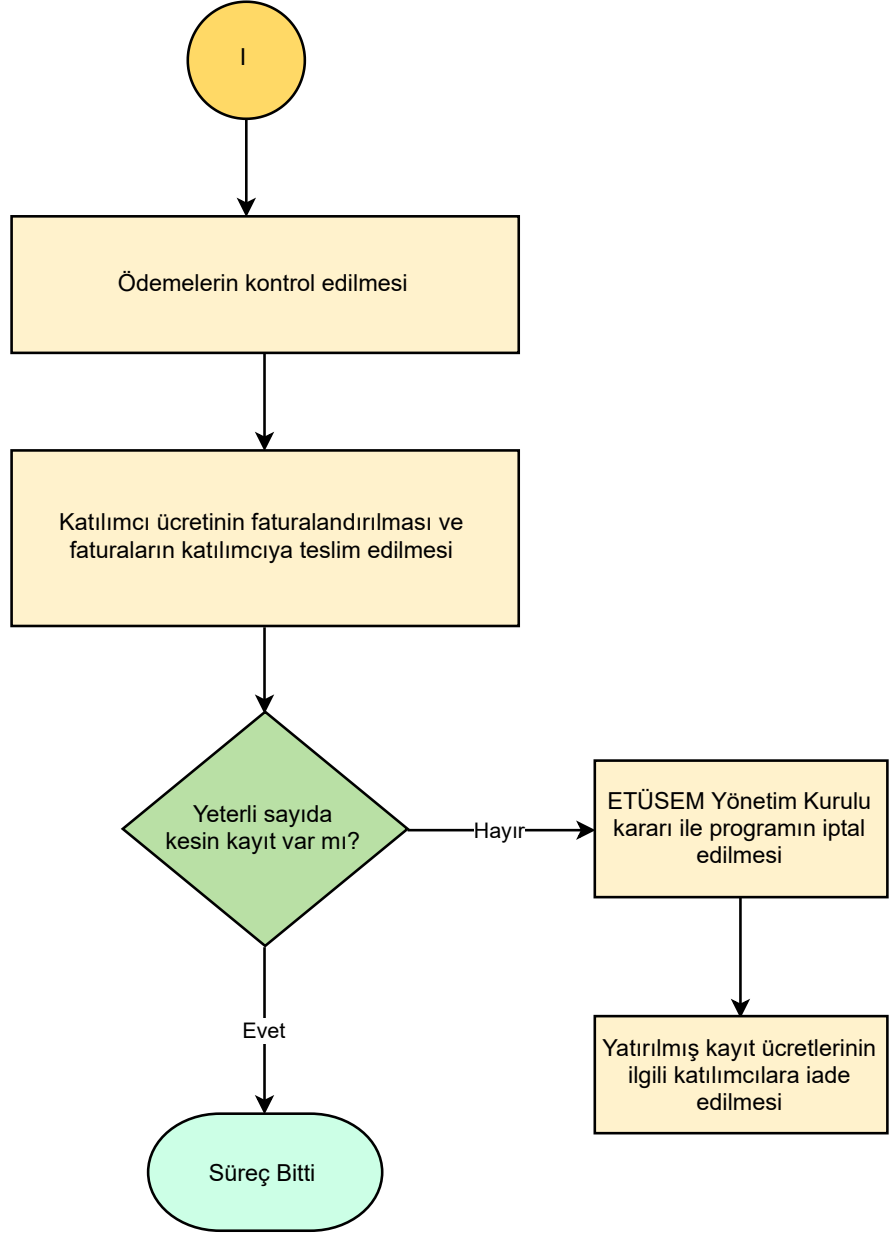 I
Ödemelerin kontrol edilmesi
Katılımcı ücretinin faturalandırılması ve
faturaların katılımcıya teslim edilmesi
Yeterli sayıda
kesin kayıt var mı?
Hayır
ETÜSEM Yönetim Kurulu
kararı ile programın iptal
edilmesi
Evet
Yatırılmış kayıt ücretlerinin
ilgili katılımcılara iade
edilmesi
Süreç Bitti